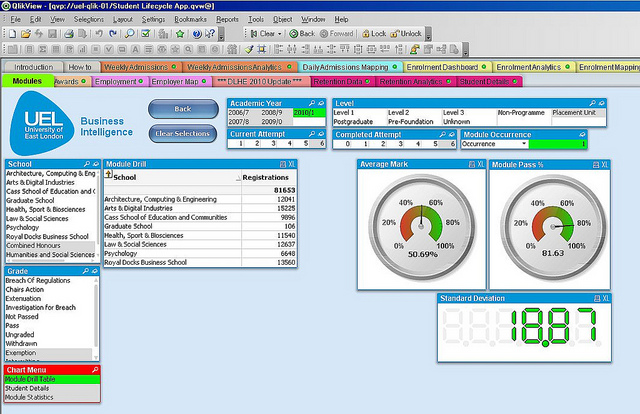 QlikView - [qvp://uel-qlik-01/Student Lifecycle App.qvw@]
File Edit View Selections Layout Settings Bookmarks Reports Tools Object Window Help
Clear Back Forward Lock Unlock
Introduction How to Weekly Admissions Weekly Admissions Analytics Daily Admissions Mapping Enrolment Dashboard Enrolment Analytics Enrolment Mapping
Modules Awards Employment Employer Map *** DLHE 2010 Update *** Retention Data Retention Analytics Student Details
UEL
University of
East London
Business
Intelligence
Back
Clear Selections
Academic Year
2006/7 2008/9 2010/1
2007/8 2009/0
Current Attempt
1 2 3 4 5 6
Level
Level 1 Level 2 Level 3 Non-Programme Placement Unit
Postgraduate Pre-Foundation Unknown
Completed Attempt
0 1 2 3 4 5 6
Module Occurrence
Occurrence 1
School
Architecture, Computing & Eng
Arts & Digital Industries
Cass School of Education and C
Graduate School
Health, Sport & Biosciences
Law & Social Sciences
Psychology
Royal Docks Business School
Combined Honours
Humanities and Social Sciences
Module Drill XL
School Registrations
81653
Architecture, Computing & Engineering 12041
Arts & Digital Industries 15225
Cass School of Education and Communities 9896
Graduate School 106
Health, Sport & Biosciences 11540
Law & Social Sciences 12637
Psychology 6648
Royal Docks Business School 13560
Average Mark XL
0% 20% 40% 60% 80% 100%
50.69%
Module Pass % XL
0% 20% 40% 60% 80% 100%
81.63
Standard Deviation XL
18.87
Grade
Breach Of Regulations
Chairs Action
Extenuation
Investigation for Breach
Not Passed
Pass
Ungraded
Withdrawn
Exemption
Chart Menu
Module Drill Table
Student Details
Module Statistics